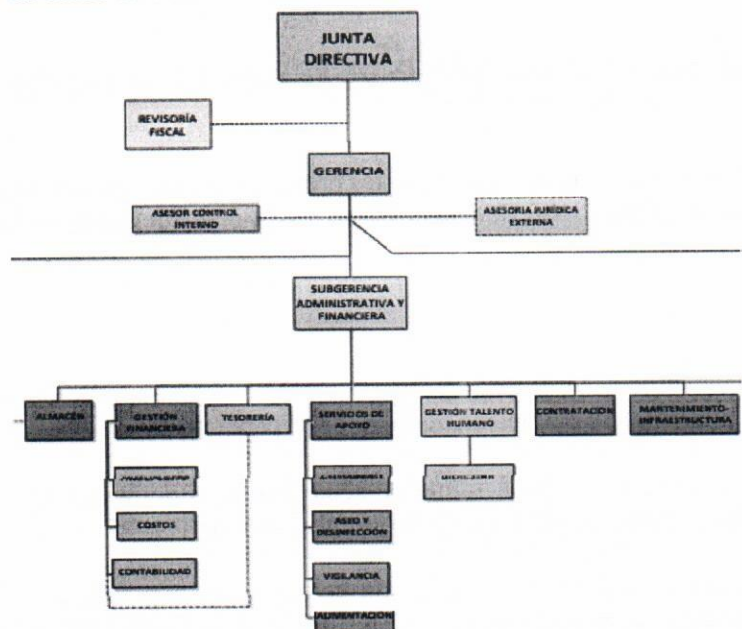 JUNTA
DIRECTIVA
REVISORÍA
FISCAL
GERENCIA
ASESOR CONTROL
INTERNO
ASESORIA JURÍDICA
EXTERNA
SUBGERENCIA
ADMINISTRATIVA Y
FINANCIERA
ALMACÉN
GESTIÓN
FINANCIERA
TESORERÍA
SERVICIOS DE
APOYO
GESTIÓN TALENTO
HUMANO
CONTRATACIÓN
MANTENIMIENTO-
INFRAESTRUCTURA
COSTOS
ASEO Y
DESINFECCIÓN
CONTABILIDAD
VIGILANCIA
ALIMENTACIÓN